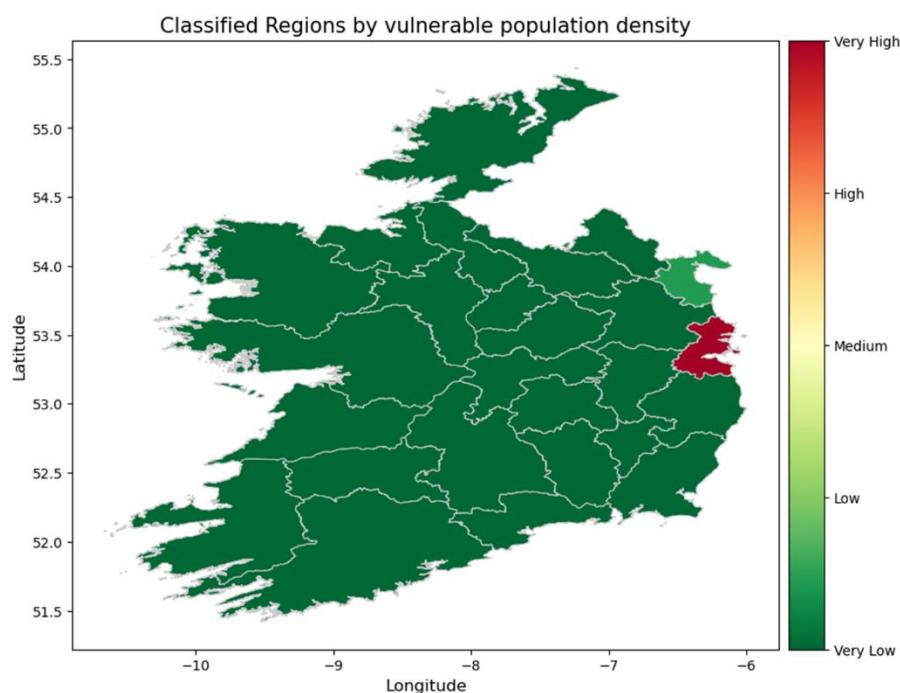 Classified Regions by vulnerable population density
55.5
55.0
54.5
54.0
53.5
53.0
52.5
52.0
51.5
Latitude
−10
−9
−8
−7
−6
Longitude
Very High
High
Medium
Low
Very Low